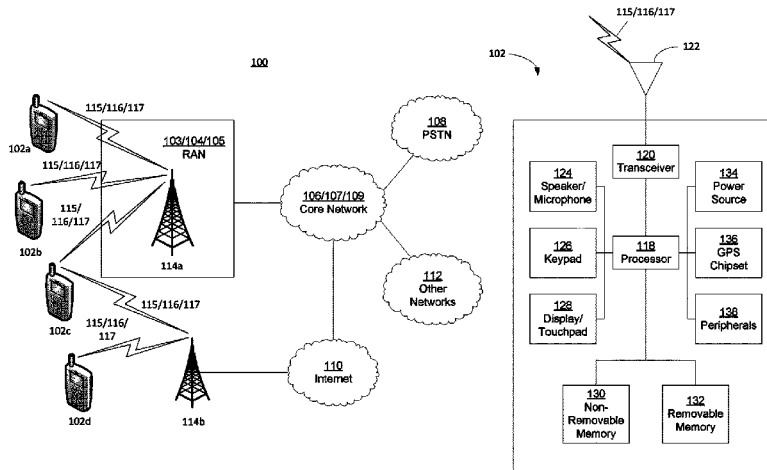 100
115/116/117
102a
115/116/117
102b
115/
116/117
102c
115/116/117
115/116/
117
102d
103/104/105
RAN
114a
114b
106/107/109
Core Network
108
PSTN
112
Other
Networks
110
Internet
115/116/117
102
122
120
Transceiver
124
Speaker/
Microphone
134
Power
Source
126
Keypad
118
Processor
136
GPS
Chipset
128
Display/
Touchpad
138
Peripherals
130
Non-
Removable
Memory
132
Removable
Memory